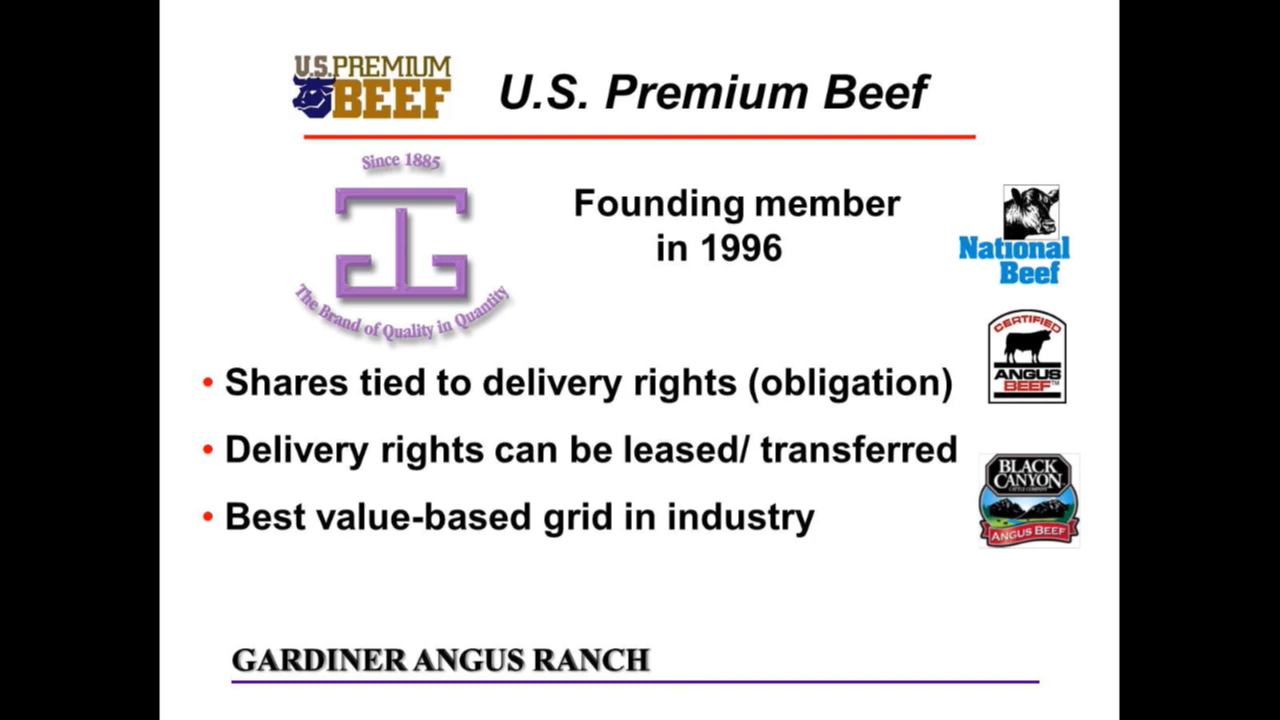 U.S. PREMIUM
BEEF
U.S. Premium Beef
Since 1885
The Brand of Quality in Quantity
Founding member
in 1996
National
Beef
CERTIFIED
ANGUS
BEEF™
• Shares tied to delivery rights (obligation)
• Delivery rights can be leased/ transferred
• Best value-based grid in industry
BLACK
CANYON
ANGUS BEEF
GARDINER ANGUS RANCH